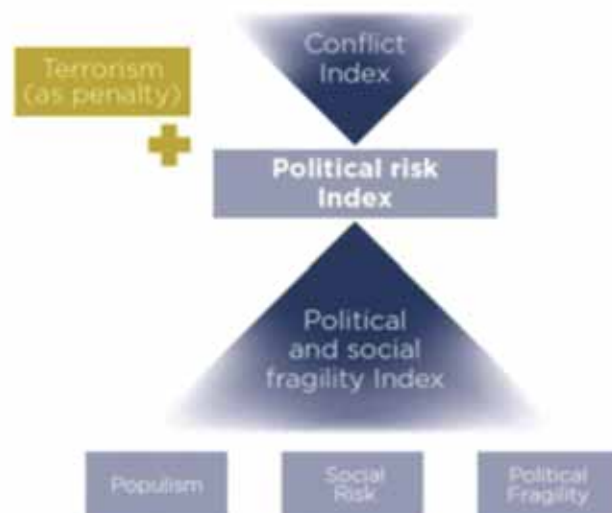 Conflict
Index
Terrorism
(as penalty)
Political risk
Index
Political
and social
fragility Index
Populism
Social
Risk
Political
Fragility